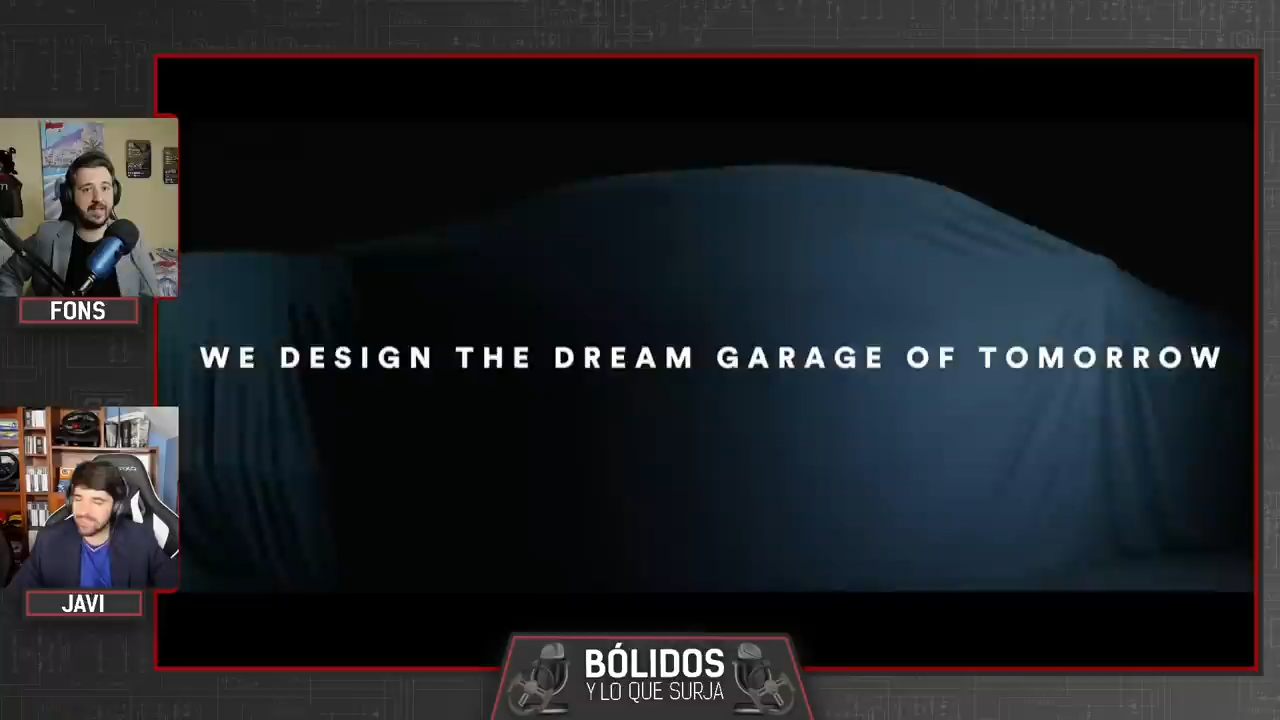 FONS
WE DESIGN THE DREAM GARAGE OF TOMORROW
JAVI
BÓLIDOS
Y LO QUE SURJA